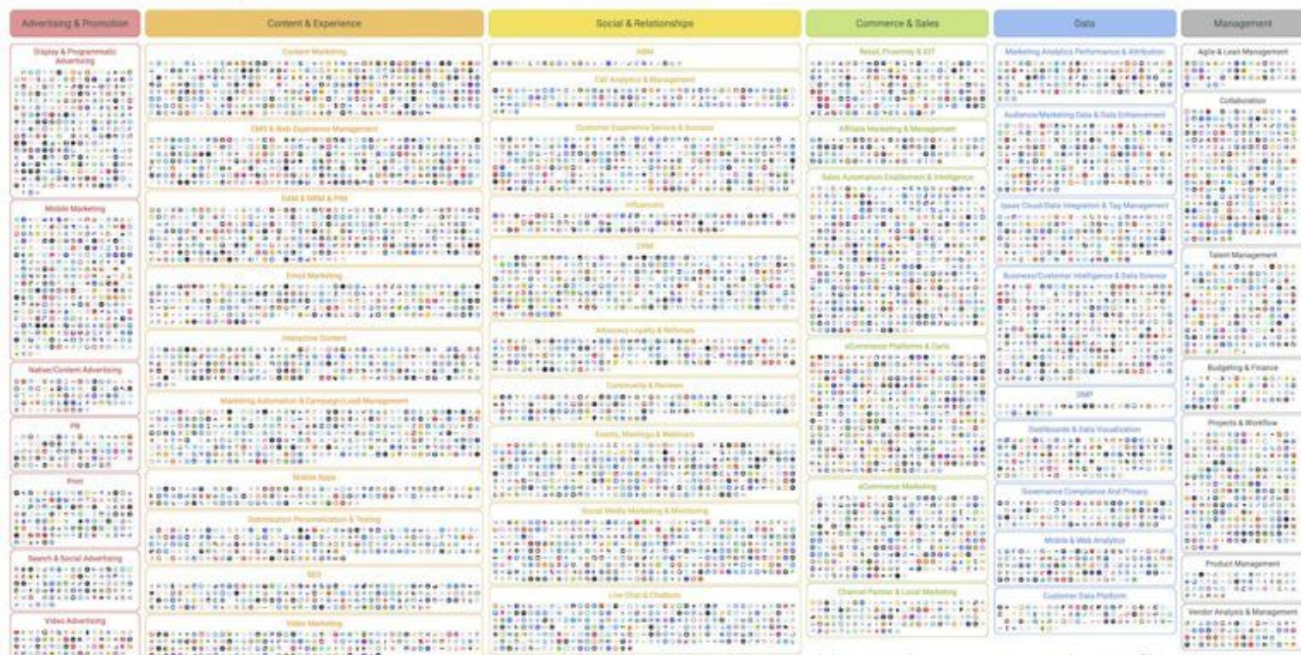 Advertising & Promotion
Display & Programmatic
Advertising
Mobile Marketing
Native/Content Advertising
PR
Print
Search & Social Advertising
Video Advertising
Content & Experience
Content Marketing
CMS & Web Experience Management
DAM & MRM & PIM
Email Marketing
Interactive Content
Marketing Automation & Campaign/Lead Management
Mobile Apps
Optimization Personalization & Testing
SEO
Video Marketing
Social & Relationships
ABM
Call Analytics & Management
Customer Experience Service & Success
Influencers
CRM
Advocacy Loyalty & Referrals
Community & Reviews
Events, Meetings & Webinars
Social Media Marketing & Monitoring
Live Chat & Chatbots
Commerce & Sales
Retail, Proximity & IOT
Affiliate Marketing & Management
Sales Automation Enablement & Intelligence
eCommerce Platforms & Carts
eCommerce Marketing
Channel Partner & Local Marketing
Data
Marketing Analytics Performance & Attribution
Audience/Marketing Data & Data Enhancement
Ipaas Cloud/Data Integration & Tag Management
Business/Customer Intelligence & Data Science
DMP
Dashboards & Data Visualization
Governance Compliance And Privacy
Mobile & Web Analytics
Customer Data Platform
Management
Agile & Lean Management
Collaboration
Talent Management
Budgeting & Finance
Projects & Workflow
Product Management
Vendor Analysis & Management